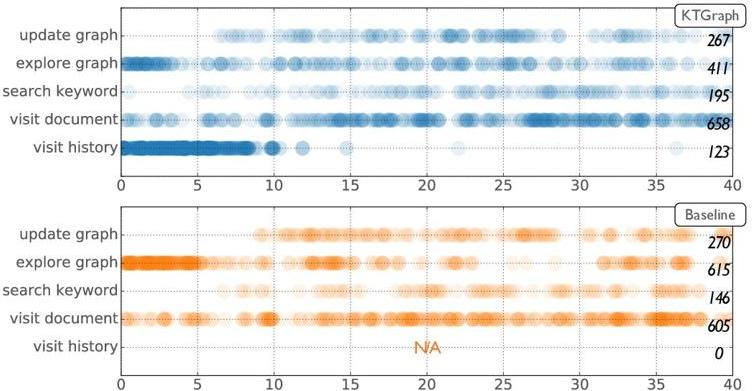 KTGraph
update graph 267
explore graph 411
search keyword 195
visit document 658
visit history 123
0 5 10 15 20 25 30 35 40
Baseline
update graph 270
explore graph 615
search keyword 146
visit document 605
visit history N/A 0
0 5 10 15 20 25 30 35 40